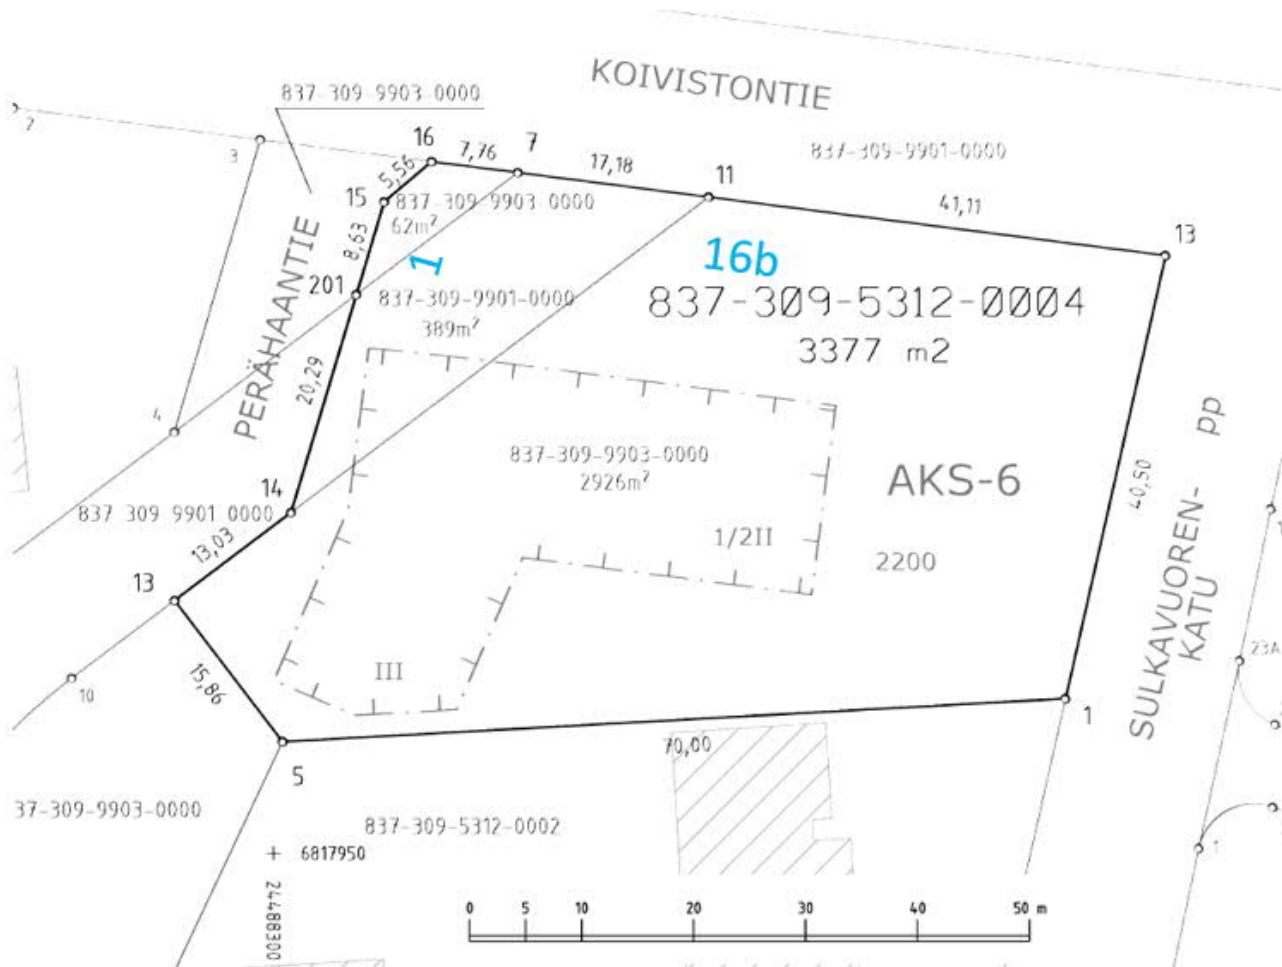 KOIVISTONTIE
837-309-9903-0000
2
3
16
7,76
7
837-309-9901-0000
17,18
11
5,56
15
837 309 9903 0000
62m²
41,11
13
8,63
PERÄHAANTIE
1
16b
201
837-309-9901-0000
389m²
837-309-5312-0004
3377 m2
20,29
4
837-309-9903-0000
2926m²
AKS-6
40,50
pp
14
837 309 9901 0000
13,03
1/2II
2200
SULKAVUOREN-
KATU
13
15,86
III
10
23A
1
70,00
5
37-309-9903-0000
837-309-5312-0002
6817950
24488300
1
0 5 10 20 30 40 50 m